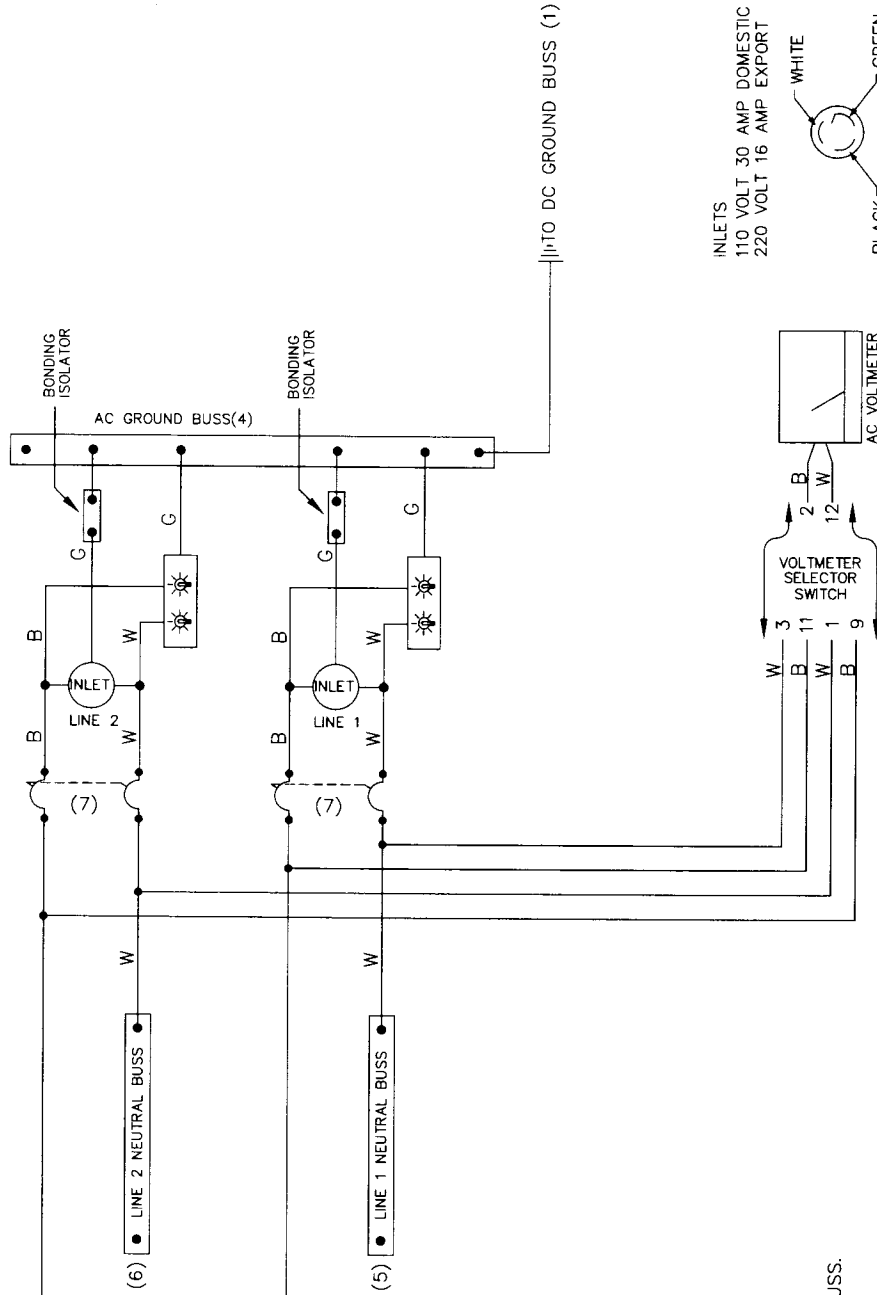 BONDING
ISOLATOR
AC GROUND BUSS(4)
BONDING
ISOLATOR
TO DC GROUND BUSS (1)
G
G
G
G
B
W
B
W
INLET
LINE 2
INLET
LINE 1
B
W
B
W
(7)
(7)
W
W
(6)
LINE 2 NEUTRAL BUSS
(5)
LINE 1 NEUTRAL BUSS
INLETS
110 VOLT 30 AMP DOMESTIC
220 VOLT 16 AMP EXPORT
WHITE
AC VOLTMETER
B
W
2
12
VOLTMETER
SELECTOR
SWITCH
W 3
B 11
W 1
B 9
USS.